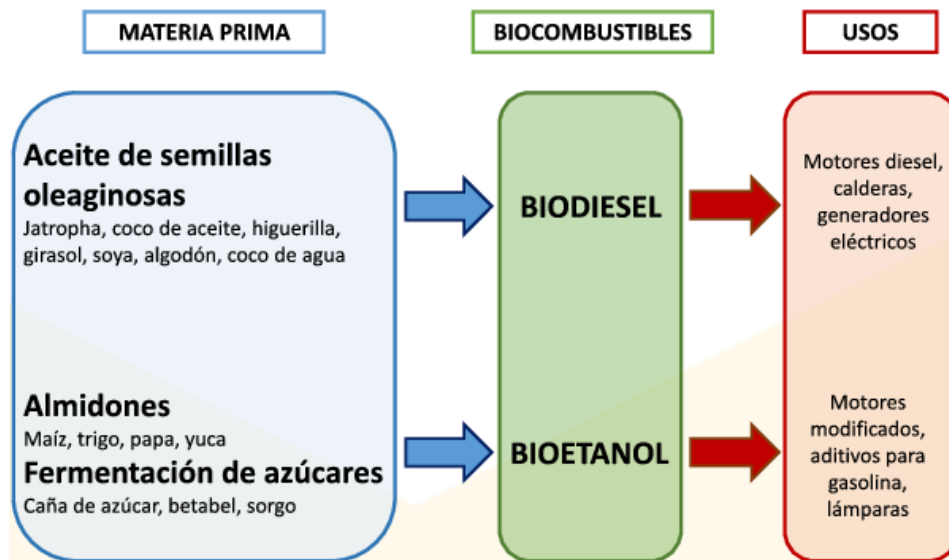 MATERIA PRIMA
BIOCOMBUSTIBLES
USOS
Aceite de semillas
oleaginosas
Jatropha, coco de aceite, higuerilla,
girasol, soya, algodón, coco de agua
BIODIESEL
Motores diesel,
calderas,
generadores
eléctricos
Almidones
Maíz, trigo, papa, yuca
Fermentación de azúcares
Caña de azúcar, betabel, sorgo
BIOETANOL
Motores
modificados,
aditivos para
gasolina,
lámparas